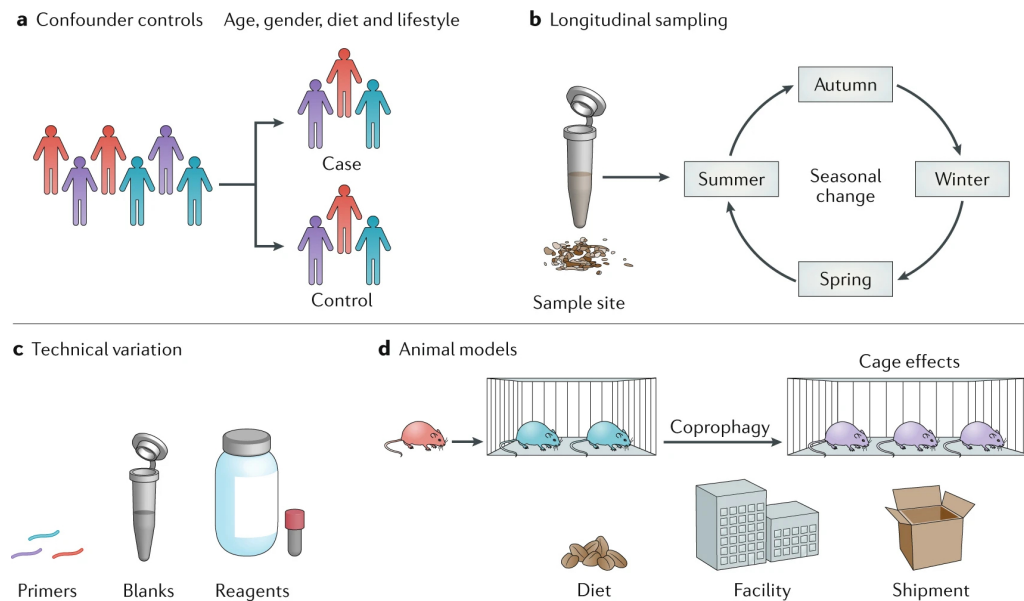 a Confounder controls
Age, gender, diet and lifestyle
Case
Control
b Longitudinal sampling
Sample site
Autumn
Summer
Seasonal
change
Winter
Spring
c Technical variation
Primers
Blanks
Reagents
d Animal models
Cage effects
Coprophagy
Diet
Facility
Shipment